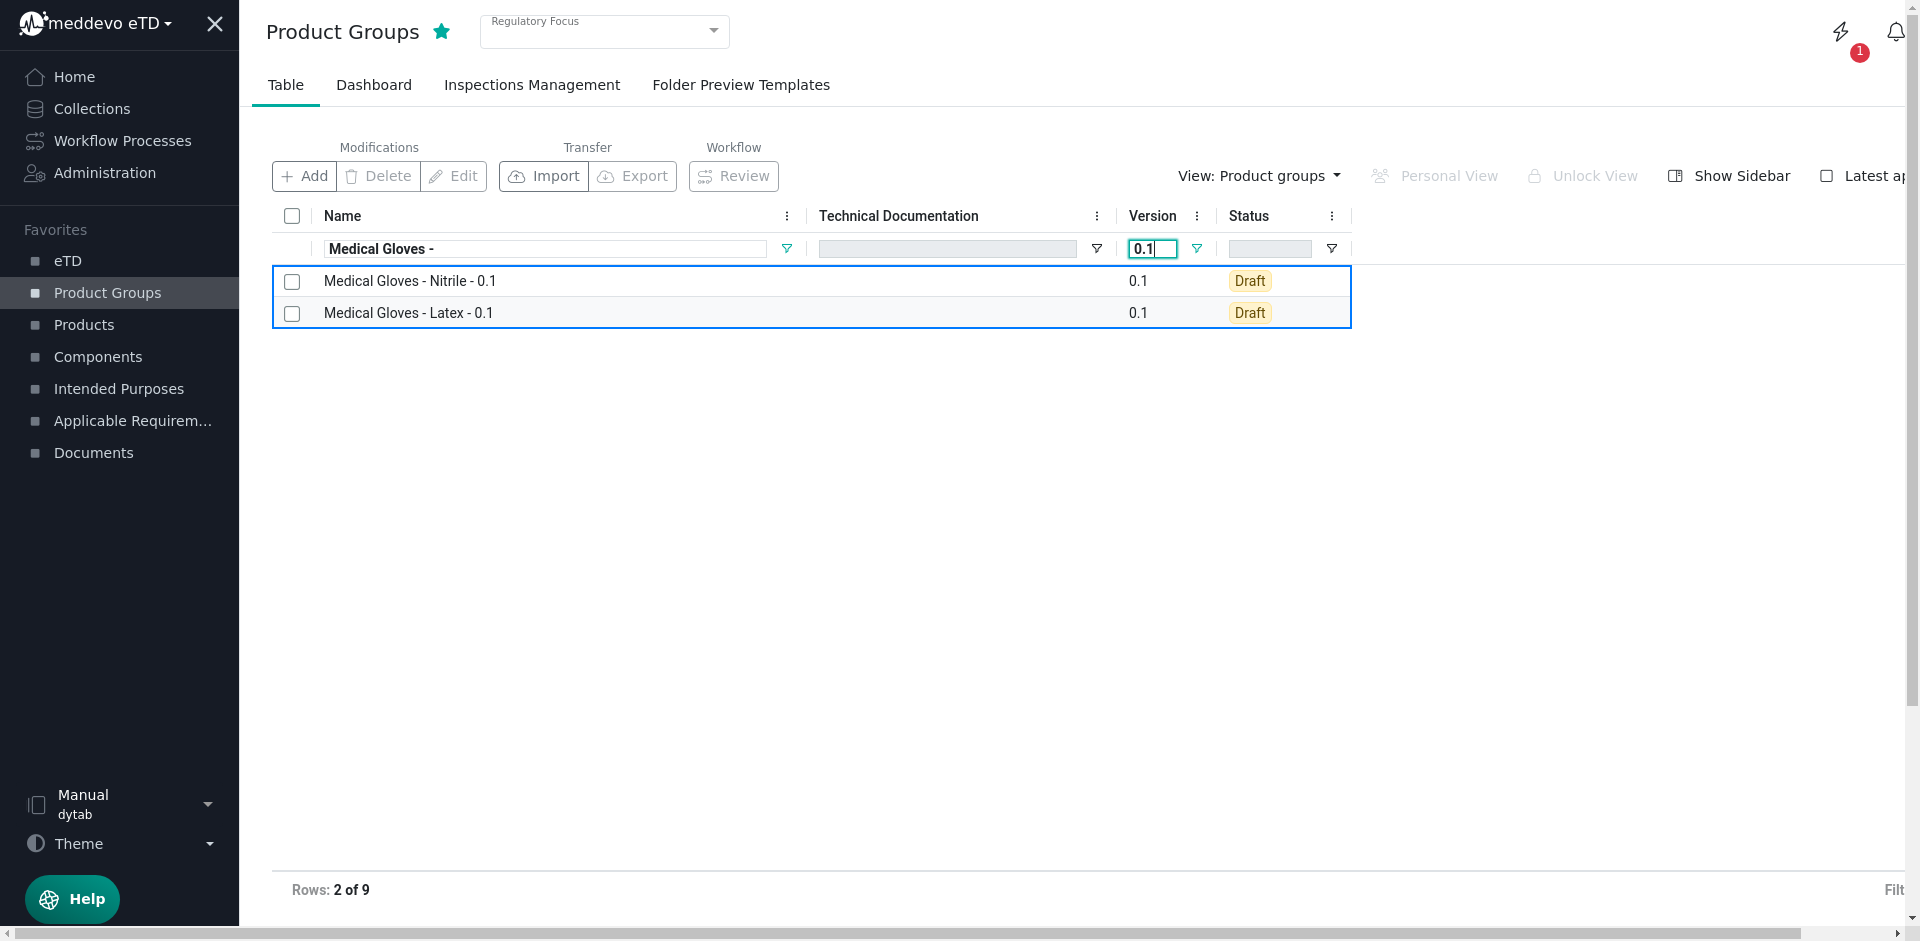 meddevo eTD
Home
Collections
Workflow Processes
Administration
Favorites
eTD
Product Groups
Products
Components
Intended Purposes
Applicable Requirem...
Documents
Manual
dytab
Theme
Help
Product Groups
Regulatory Focus
1
Table Dashboard Inspections Management Folder Preview Templates
Modifications Transfer Workflow
Add Delete Edit Import Export Review
View: Product groups Personal View Unlock View Show Sidebar Latest ap
Name Technical Documentation Version Status
Medical Gloves - 0.1
Medical Gloves - Nitrile - 0.1 0.1 Draft
Medical Gloves - Latex - 0.1 0.1 Draft
Rows: 2 of 9 Filt